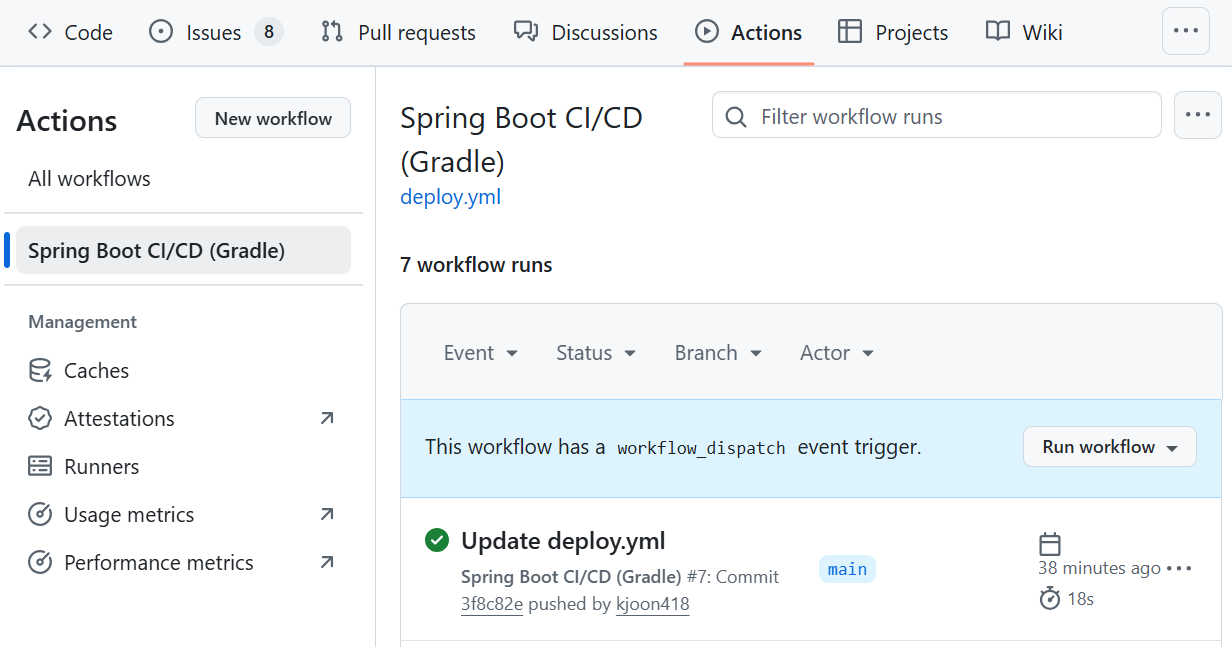 Code Issues 8 Pull requests Discussions Actions Projects Wiki
Actions New workflow
All workflows
Spring Boot CI/CD (Gradle)
Management
Caches
Attestations
Runners
Usage metrics
Performance metrics
Spring Boot CI/CD
(Gradle)
deploy.yml
Filter workflow runs
7 workflow runs
Event Status Branch Actor
This workflow has a workflow_dispatch event trigger. Run workflow
Update deploy.yml
Spring Boot CI/CD (Gradle) #7: Commit
3f8c82e pushed by kjoon418
main
38 minutes ago
18s